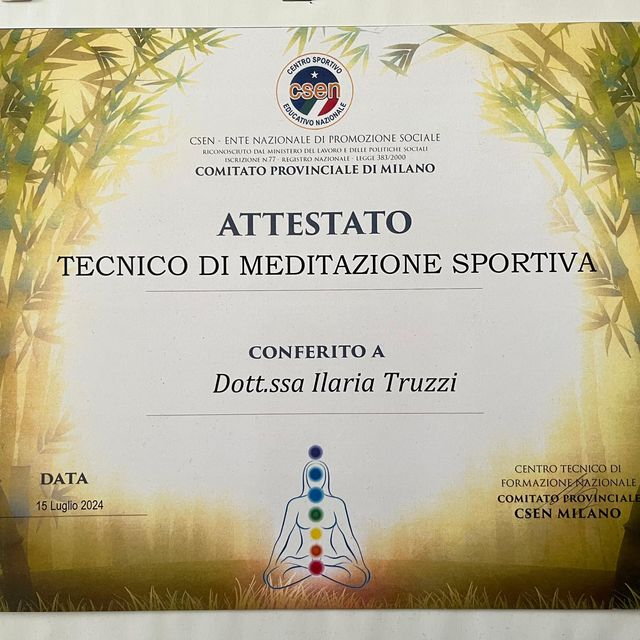 CENTRO SPORTIVO
csen
EDUCATIVO NAZIONALE
CSEN - ENTE NAZIONALE DI PROMOZIONE SOCIALE
RICONOSCIUTO DAL MINISTERO DEL LAVORO E DELLE POLITICHE SOCIALI
ISCRIZIONE N.77 - REGISTRO NAZIONALE - LEGGE 383/2000
COMITATO PROVINCIALE DI MILANO
ATTESTATO
TECNICO DI MEDITAZIONE SPORTIVA
CONFERITO A
Dott.ssa Ilaria Truzzi
DATA
15 Luglio 2024
CENTRO TECNICO DI
FORMAZIONE NAZIONALE
COMITATO PROVINCIALE
CSEN MILANO